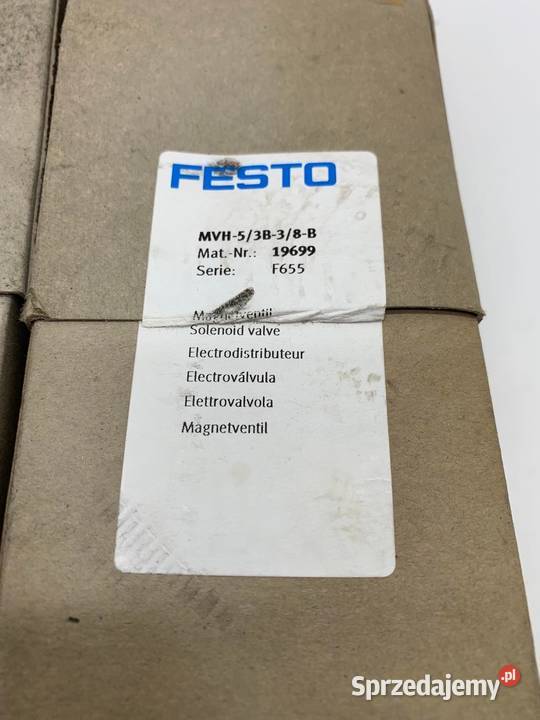 FESTO
MVH-5/3B-3/8-B
Mat.-Nr.: 19699
Serie: F655
Magnetventil
Solenoid valve
Electrodistributeur
Electroválvula
Elettrovalvola
Magnetventil
Sprzedajemy.pl